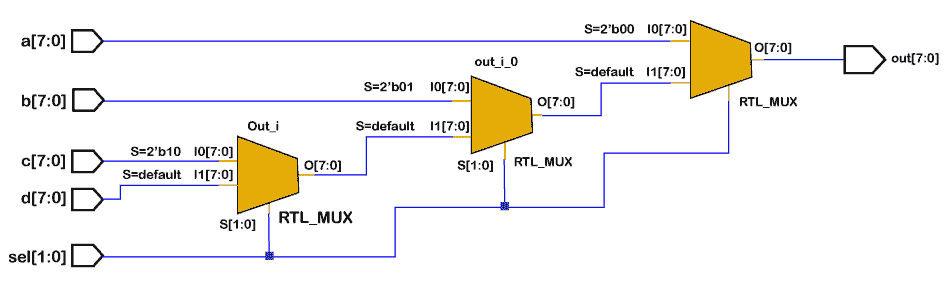 S=2'b00 I0[7:0]
a[7:0]
O[7:0]
out[7:0]
out_i_0
S=default I1[7:0]
S=2'b01 I0[7:0]
b[7:0]
O[7:0]
RTL_MUX
Out_i
S=default I1[7:0]
S=2'b10 I0[7:0]
c[7:0]
O[7:0]
S[1:0]
RTL_MUX
S=default I1[7:0]
d[7:0]
S[1:0]
RTL_MUX
sel[1:0]